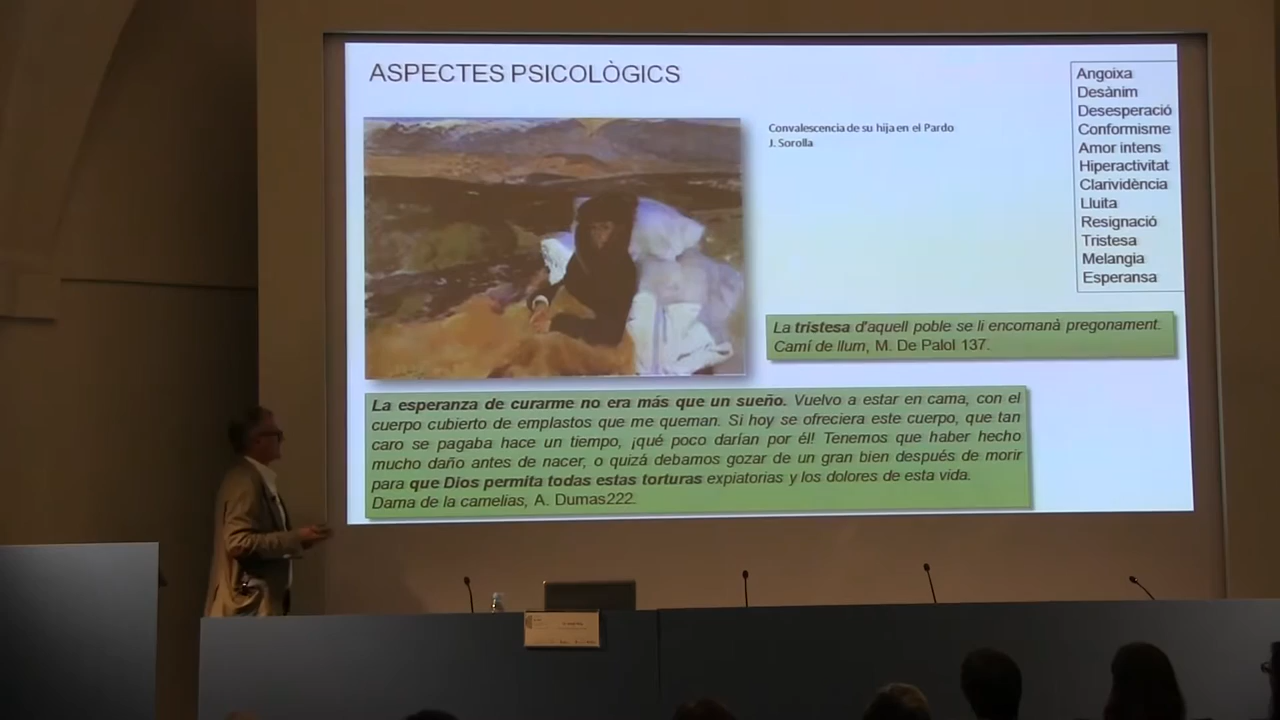 ASPECTES PSICOLÒGICS
Convalescencia de su hija en el Pardo
J. Sorolla
Angoixa
Desànim
Desesperació
Conformisme
Amor intens
Hiperactivitat
Clarividència
Lluita
Resignació
Tristesa
Melangia
Esperansa
La tristesa d'aquell poble se li encomanà pregonament.
Camí de llum, M. De Palol 137.
La esperanza de curarme no era más que un sueño. Vuelvo a estar en cama, con el
cuerpo cubierto de emplastos que me queman. Si hoy se ofreciera este cuerpo, que tan
caro se pagaba hace un tiempo, ¡qué poco darían por él! Tenemos que haber hecho
mucho daño antes de nacer, o quizá debamos gozar de un gran bien después de morir
para que Dios permita todas estas torturas expiatorias y los dolores de esta vida.
Dama de la camelias, A. Dumas222.